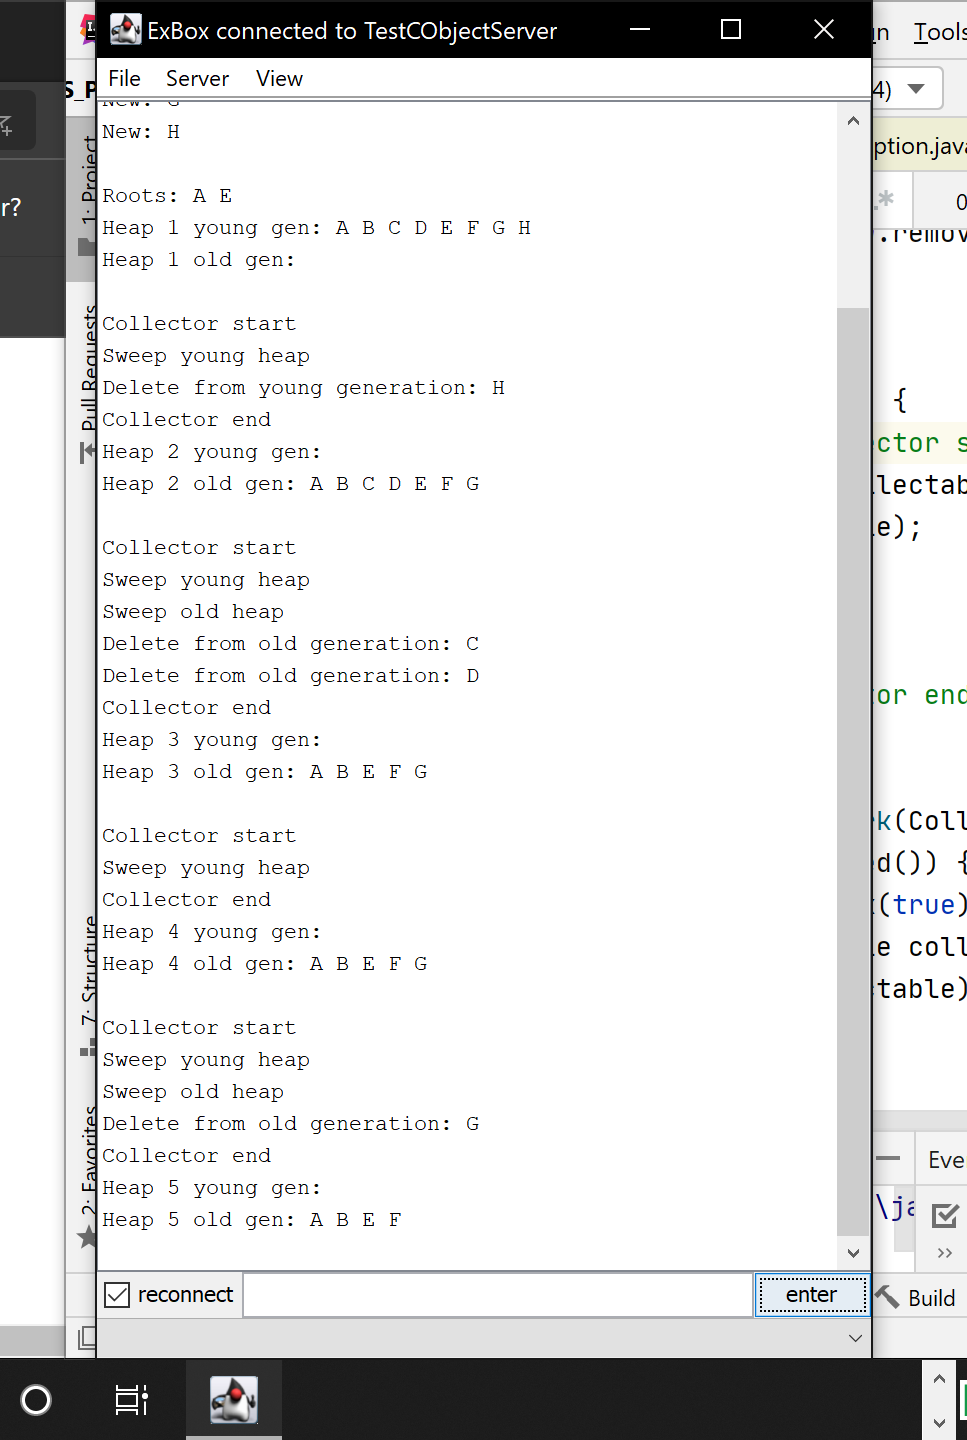 ExBox connected to TestCObjectServer
File Server View
New: G
New: H
Roots: A E
Heap 1 young gen: A B C D E F G H
Heap 1 old gen:
Collector start
Sweep young heap
Delete from young generation: H
Collector end
Heap 2 young gen:
Heap 2 old gen: A B C D E F G
Collector start
Sweep young heap
Sweep old heap
Delete from old generation: C
Delete from old generation: D
Collector end
Heap 3 young gen:
Heap 3 old gen: A B E F G
Collector start
Sweep young heap
Collector end
Heap 4 young gen:
Heap 4 old gen: A B E F G
Collector start
Sweep young heap
Sweep old heap
Delete from old generation: G
Collector end
Heap 5 young gen:
Heap 5 old gen: A B E F
reconnect
enter
r?
S_P
1: Project
Pull Requests
7: Structure
2: Favorites
n Tools
4)
ption.java
.*
0
.remov
{
ctor s
llectab
e);
or end
k(Coll
d()) {
(true)
e coll
table)
Eve
\ja
>>
Build